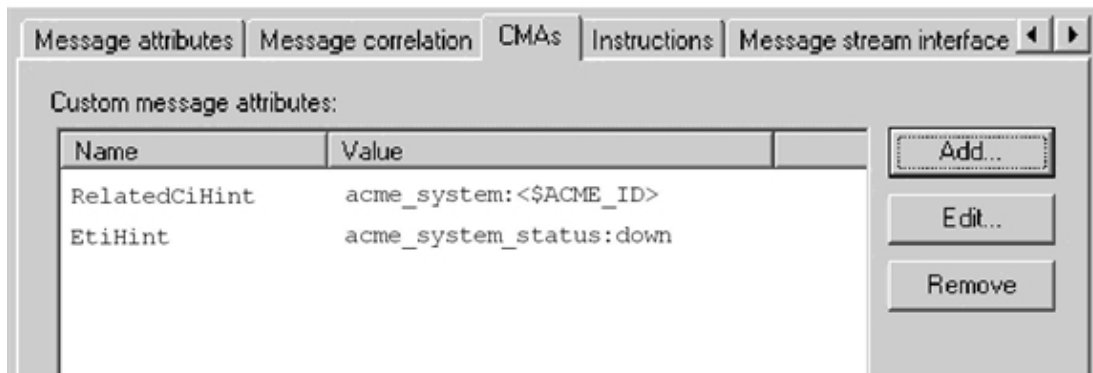 Message attributes Message correlation CMAs Instructions Message stream interface
Custom message attributes:
Name Value
Add...
RelatedCiHint acme_system:<$ACME_ID>
Edit...
EtiHint acme_system_status:down
Remove